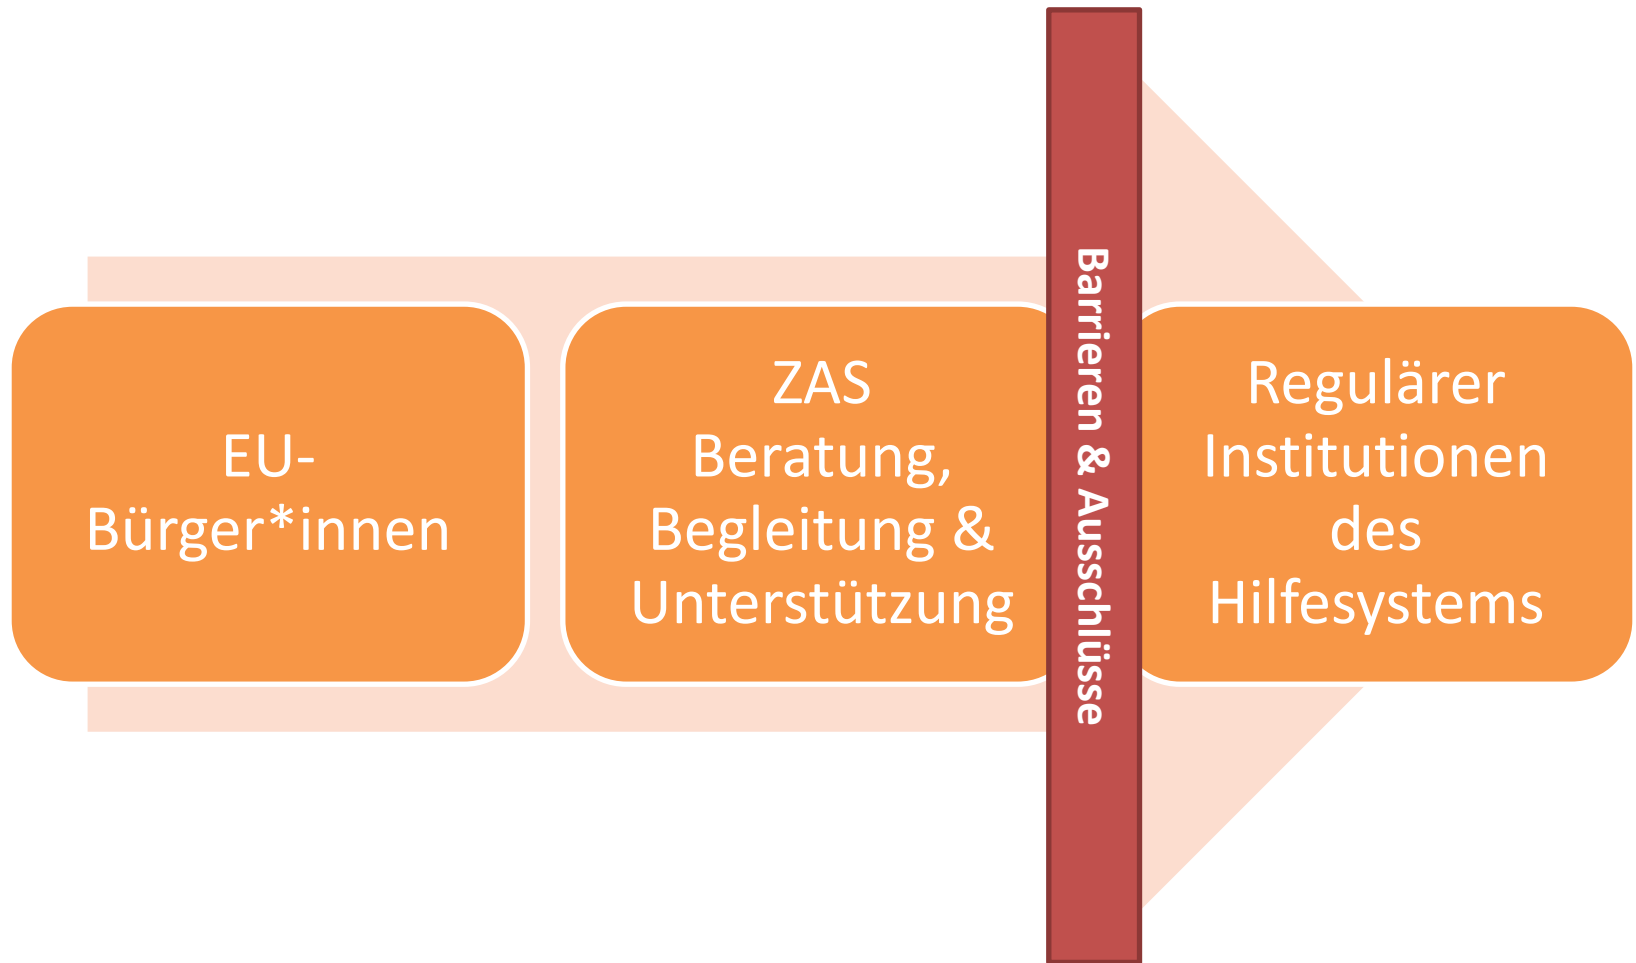 EU-
Bürger*innen
ZAS
Beratung,
Begleitung &
Unterstützung
Barrieren & Ausschlüsse
Regulärer
Institutionen
des
Hilfesystems